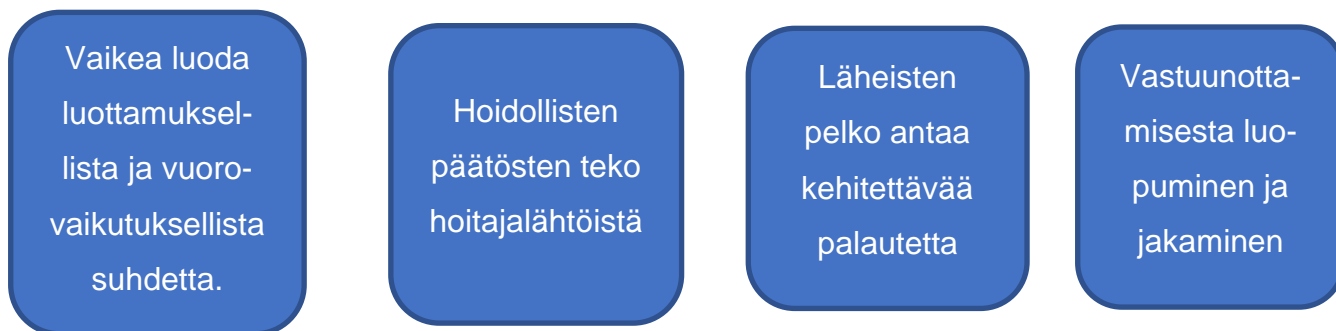 Vaikea luoda
luottamuksel-
lista ja vuoro-
vaikutuksellista
suhdetta.
Hoidollisten
päätösten teko
hoitajalähtöistä
Läheisten
pelko antaa
kehitettävää
palautetta
Vastuunotta-
misesta luo-
puminen ja
jakaminen